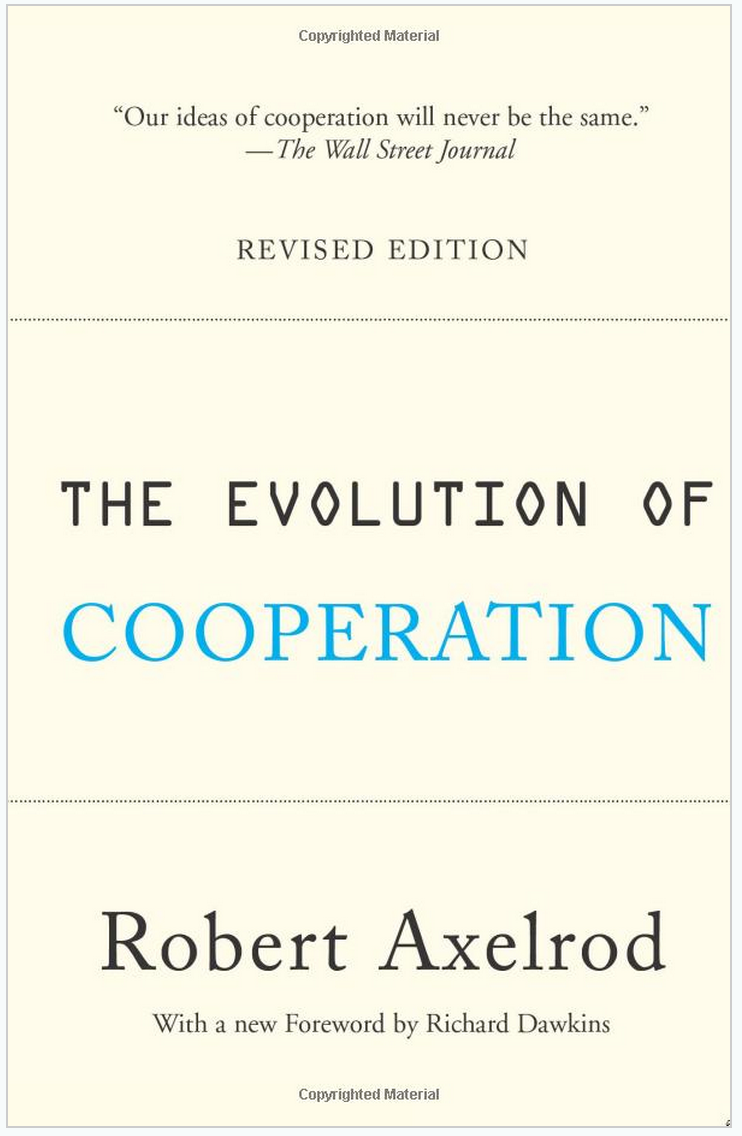 Copyrighted Material
“Our ideas of cooperation will never be the same.”
—The Wall Street Journal
REVISED EDITION
THE EVOLUTION OF
COOPERATION
Robert Axelrod
With a new Foreword by Richard Dawkins
Copyrighted Material